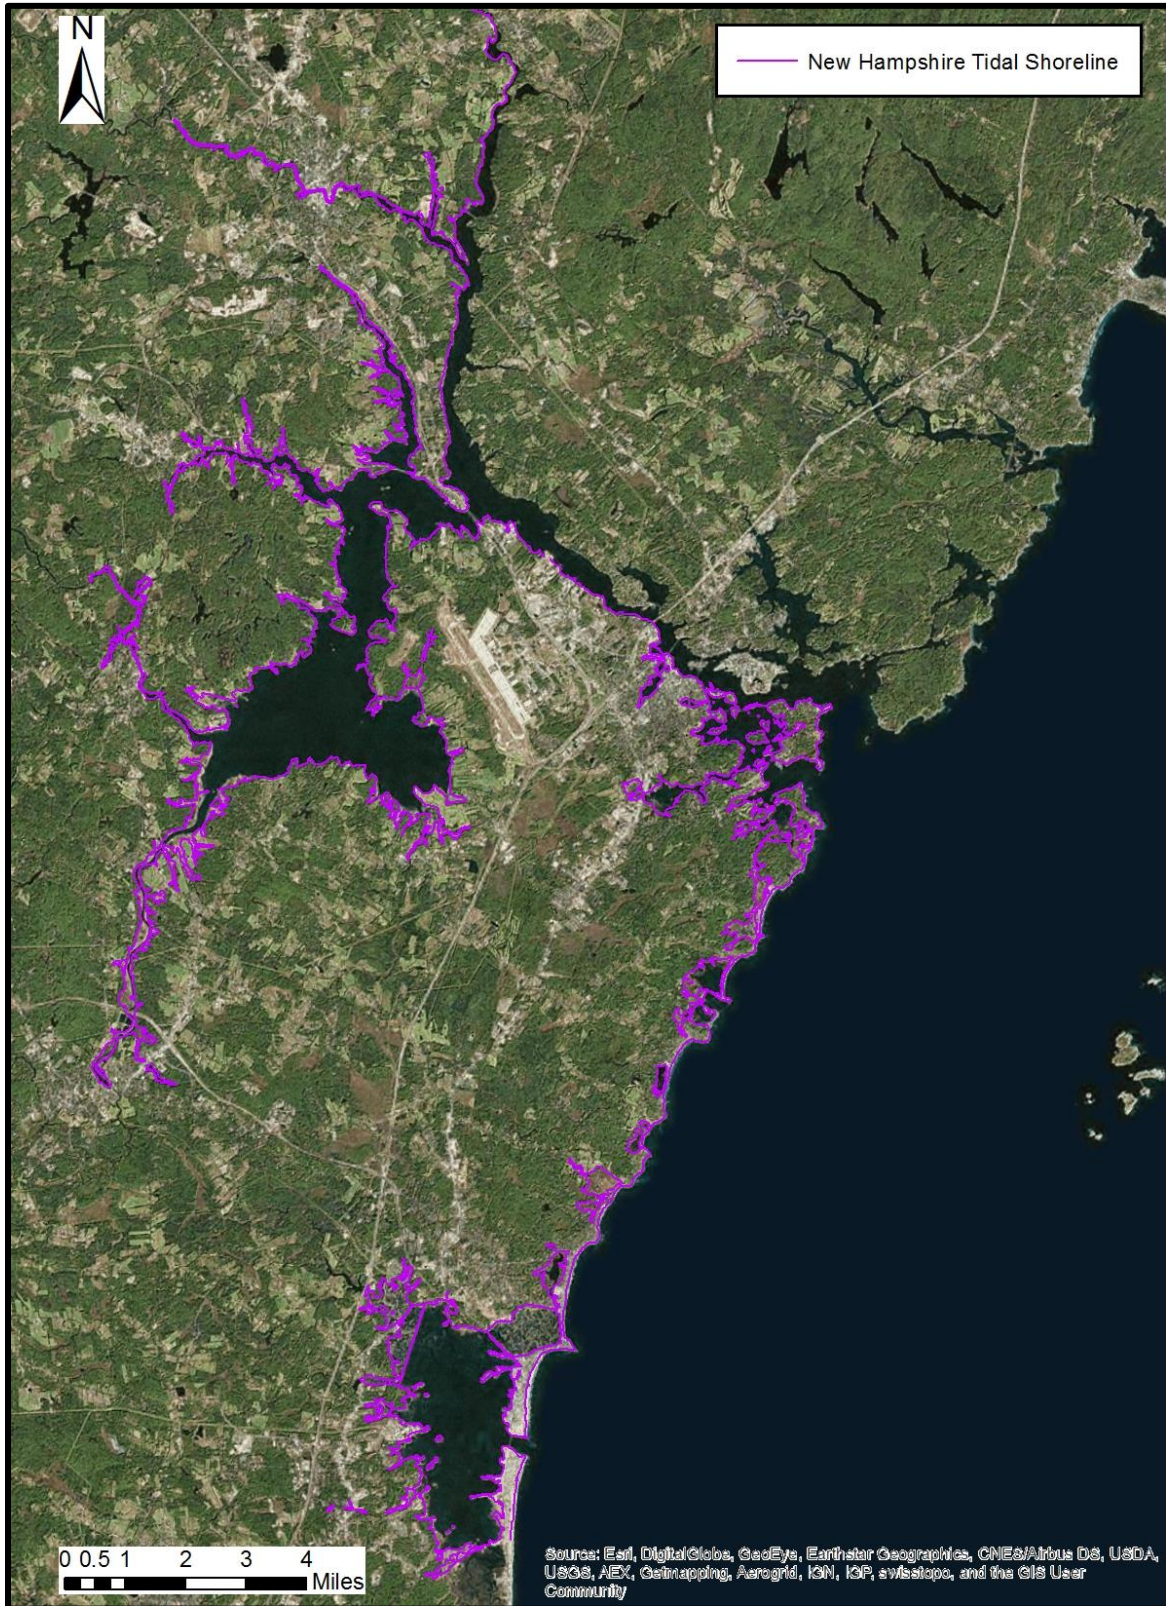 N
New Hampshire Tidal Shoreline
0 0.5 1 2 3 4
Miles
Source: Esri, DigitalGlobe, GeoEye, Earthstar Geographics, CNES/Airbus DS, USDA,
USGS, AEX, Getmapping, Aerogrid, IGN, IGP, swisstopo, and the GIS User
Community